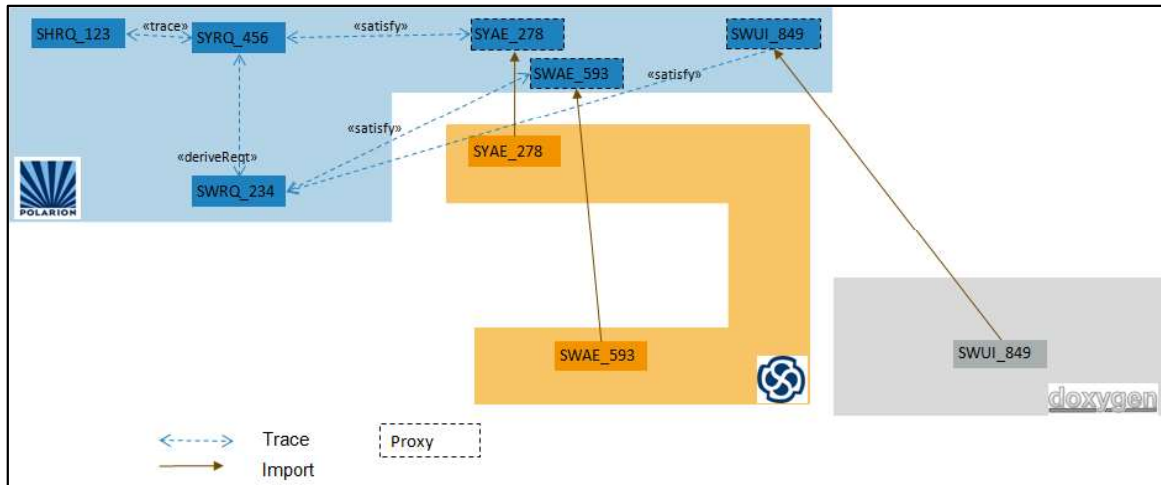 SHRQ_123
«trace»
SYRQ_456
«satisfy»
SYAE_278
SWUI_849
SWAE_593
«satisfy»
«satisfy»
SYAE_278
«deriveReqt»
SWRQ_234
POLARION
SWAE_593
SWUI_849
doxygen
Trace
Proxy
Import